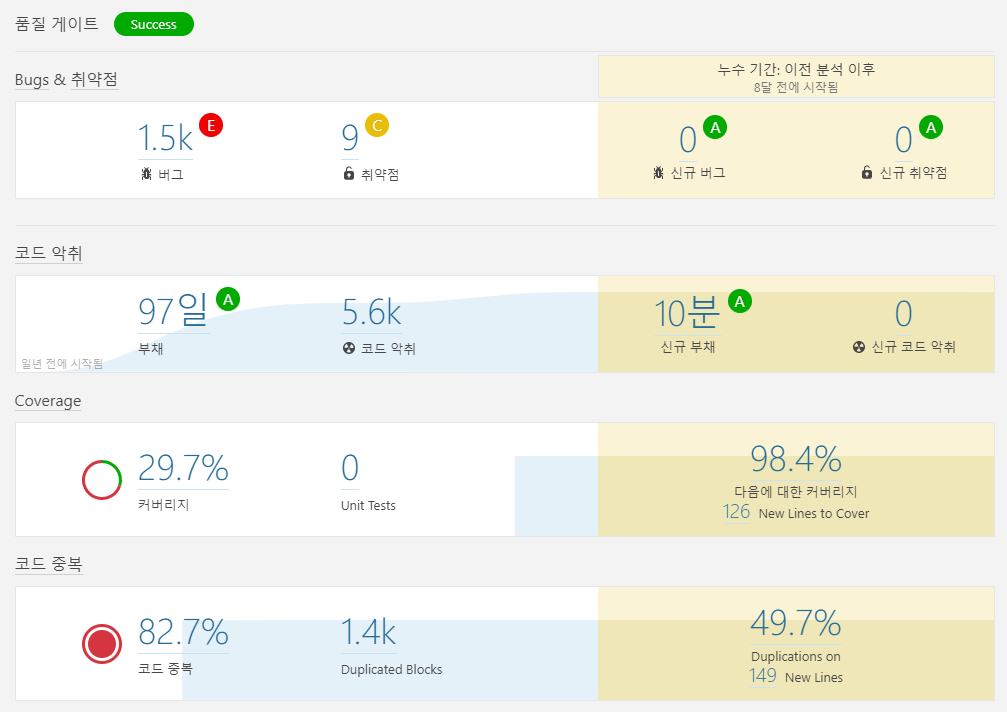 품질 게이트 Success
Bugs & 취약점
누수 기간: 이전 분석 이후
8달 전에 시작됨
1.5k E
버그
9 C
취약점
0 A
신규 버그
0 A
신규 취약점
코드 악취
97일 A
부채
5.6k
코드 악취
일년 전에 시작됨
10분 A
신규 부채
0
신규 코드 악취
Coverage
29.7%
커버리지
0
Unit Tests
98.4%
다음에 대한 커버리지
126 New Lines to Cover
코드 중복
82.7%
코드 중복
1.4k
Duplicated Blocks
49.7%
Duplications on
149 New Lines